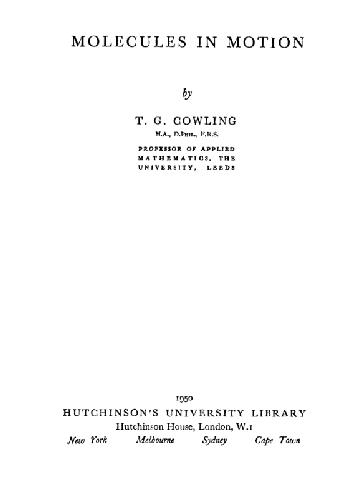 MOLECULES IN MOTION
by
T. G. COWLING
M.A., D.PHIL., F.R.S.
PROFESSOR OF APPLIED
MATHEMATICS, THE
UNIVERSITY, LEEDS
1950
HUTCHINSON'S UNIVERSITY LIBRARY
Hutchinson House, London, W.1
New York Melbourne Sydney Cape Town